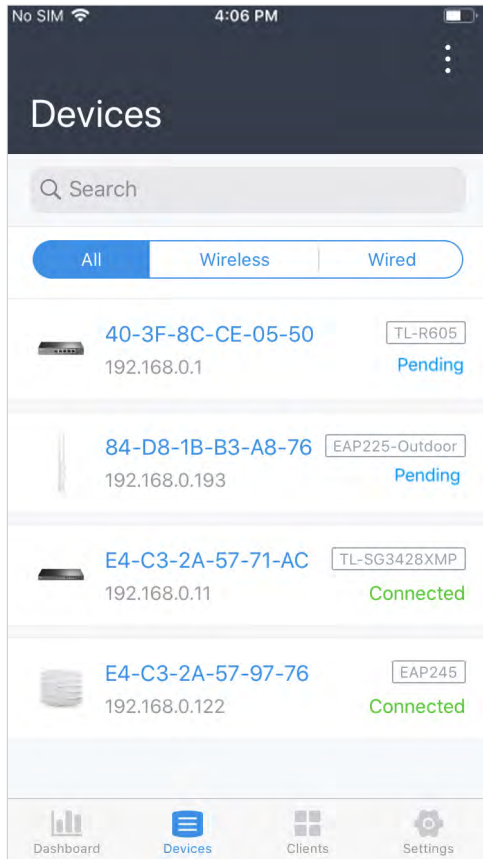 No SIM 4:06 PM
Devices
Search
All Wireless Wired
40-3F-8C-CE-05-50 TL-R605
192.168.0.1 Pending
84-D8-1B-B3-A8-76 EAP225-Outdoor
192.168.0.193 Pending
E4-C3-2A-57-71-AC TL-SG3428XMP
192.168.0.11 Connected
E4-C3-2A-57-97-76 EAP245
192.168.0.122 Connected
Dashboard Devices Clients Settings